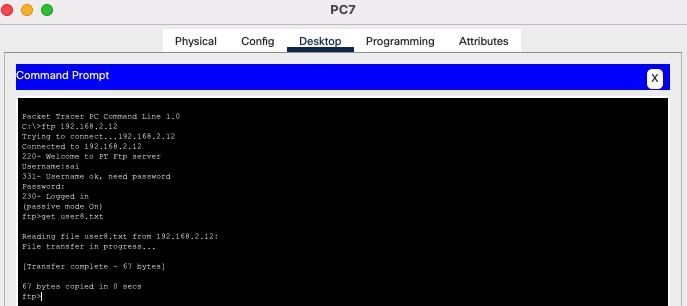 PC7
Physical Config Desktop Programming Attributes
Command Prompt X
Packet Tracer PC Command Line 1.0
C:\>ftp 192.168.2.12
Trying to connect...192.168.2.12
Connected to 192.168.2.12
220- Welcome to PT Ftp server
Username:sai
331- Username ok, need password
Password:
230- Logged in
(passive mode On)
ftp>get user8.txt
Reading file user8.txt from 192.168.2.12:
File transfer in progress...
[Transfer complete - 67 bytes]
67 bytes copied in 0 secs
ftp>